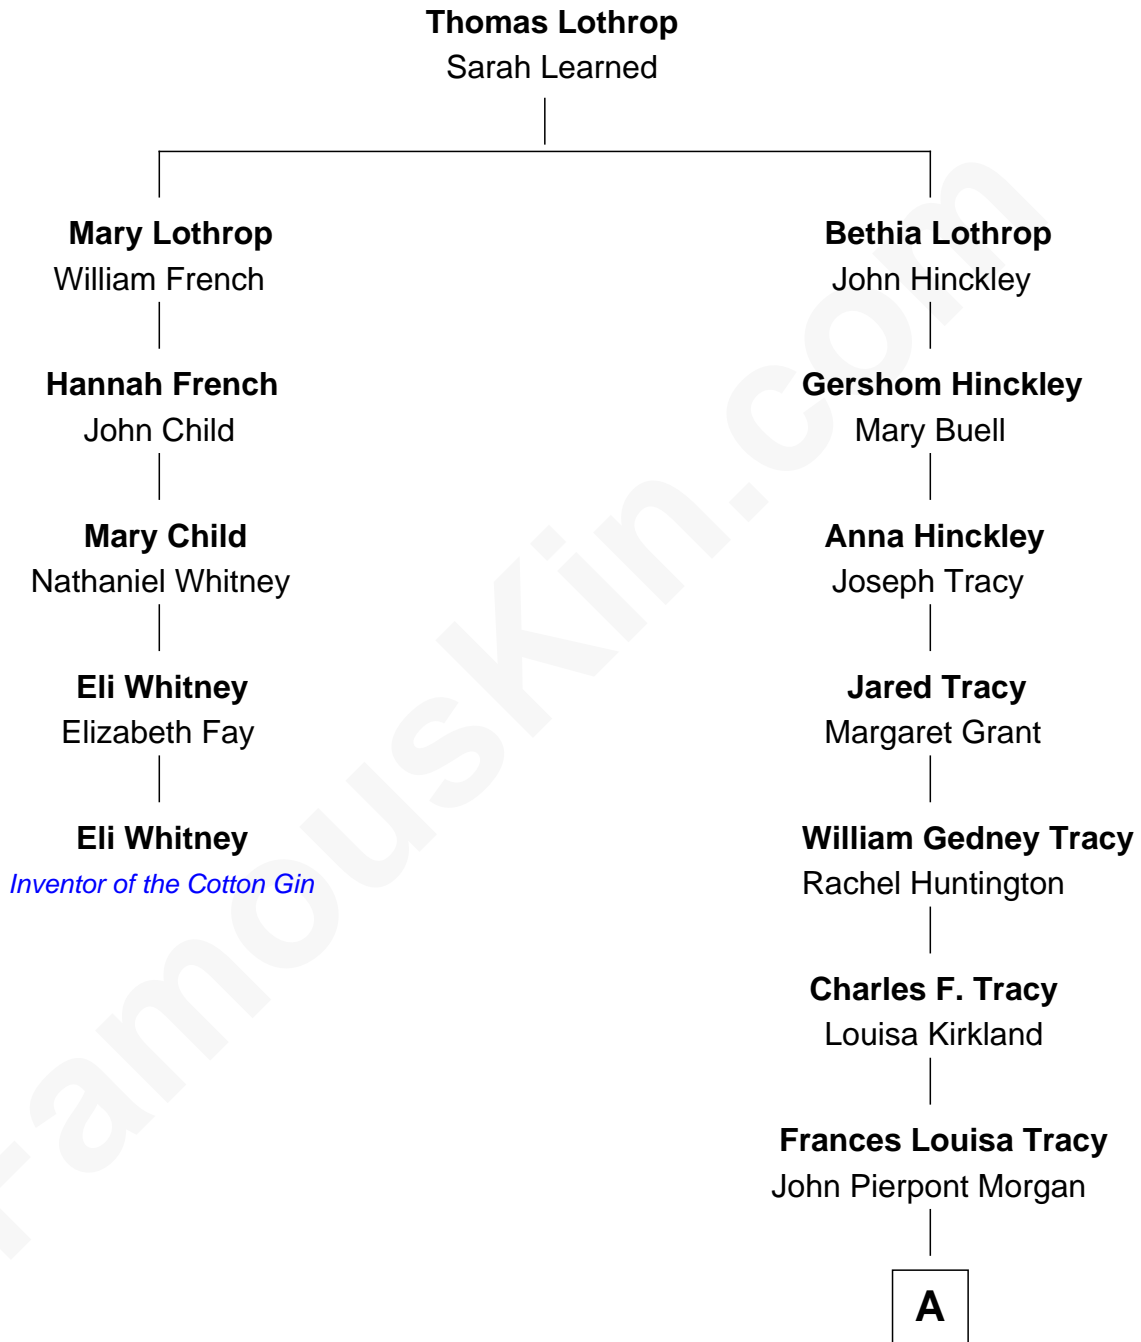 Thomas Lothrop
Sarah Learned
Mary Lothrop
William French
Bethia Lothrop
John Hinckley
Hannah French
John Child
Gershom Hinckley
Mary Buell
Mary Child
Nathaniel Whitney
Anna Hinckley
Joseph Tracy
Eli Whitney
Elizabeth Fay
Jared Tracy
Margaret Grant
Eli Whitney
Inventor of the Cotton Gin
William Gedney Tracy
Rachel Huntington
Charles F. Tracy
Louisa Kirkland
Frances Louisa Tracy
John Pierpont Morgan
A
FamousKin.com